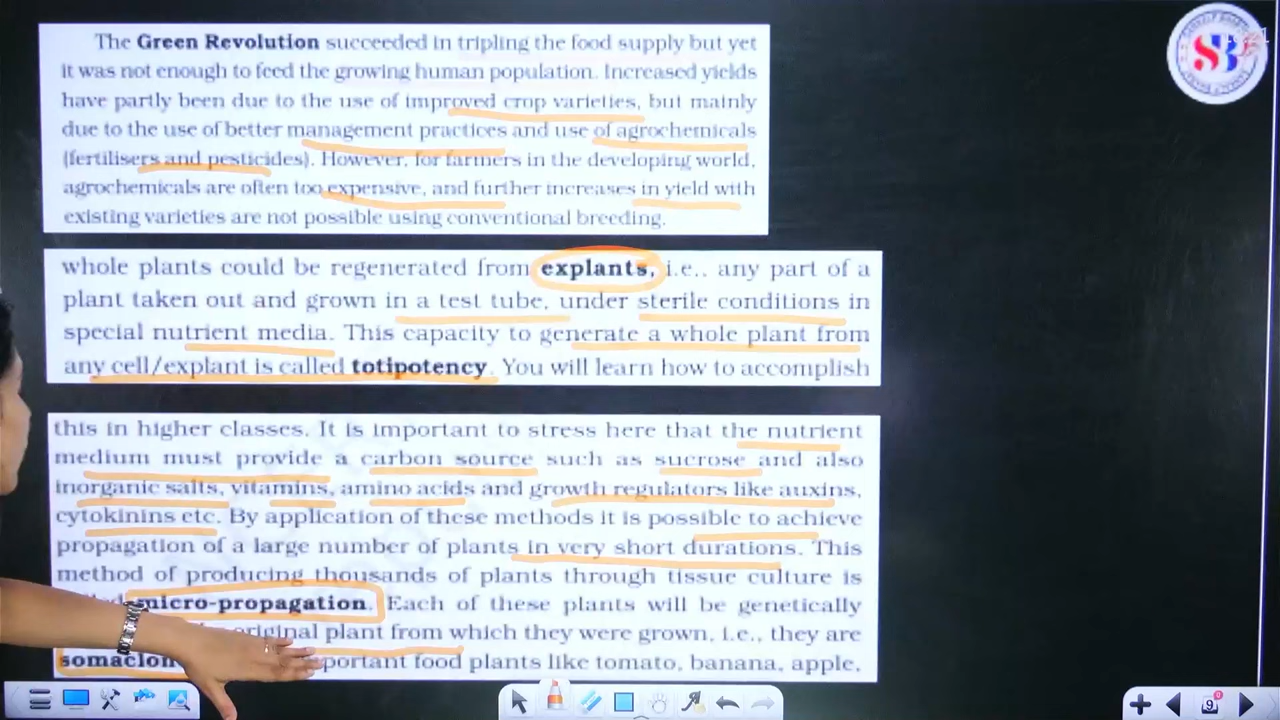 The Green Revolution succeeded in tripling the food supply but yet
it was not enough to feed the growing human population. Increased yields
have partly been due to the use of improved crop varieties, but mainly
due to the use of better management practices and use of agrochemicals
(fertilisers and pesticides). However, for farmers in the developing world,
agrochemicals are often too expensive, and further increases in yield with
existing varieties are not possible using conventional breeding.
whole plants could be regenerated from explants, i.e., any part of a
plant taken out and grown in a test tube, under sterile conditions in
special nutrient media. This capacity to generate a whole plant from
any cell/explant is called totipotency. You will learn how to accomplish
this in higher classes. It is important to stress here that the nutrient
medium must provide a carbon source such as sucrose and also
inorganic salts, vitamins, amino acids and growth regulators like auxins,
cytokinins etc. By application of these methods it is possible to achieve
propagation of a large number of plants in very short durations. This
method of producing thousands of plants through tissue culture is
micro-propagation. Each of these plants will be genetically
original plant from which they were grown, i.e., they are
somaclon portant food plants like tomato, banana, apple,
SB
9